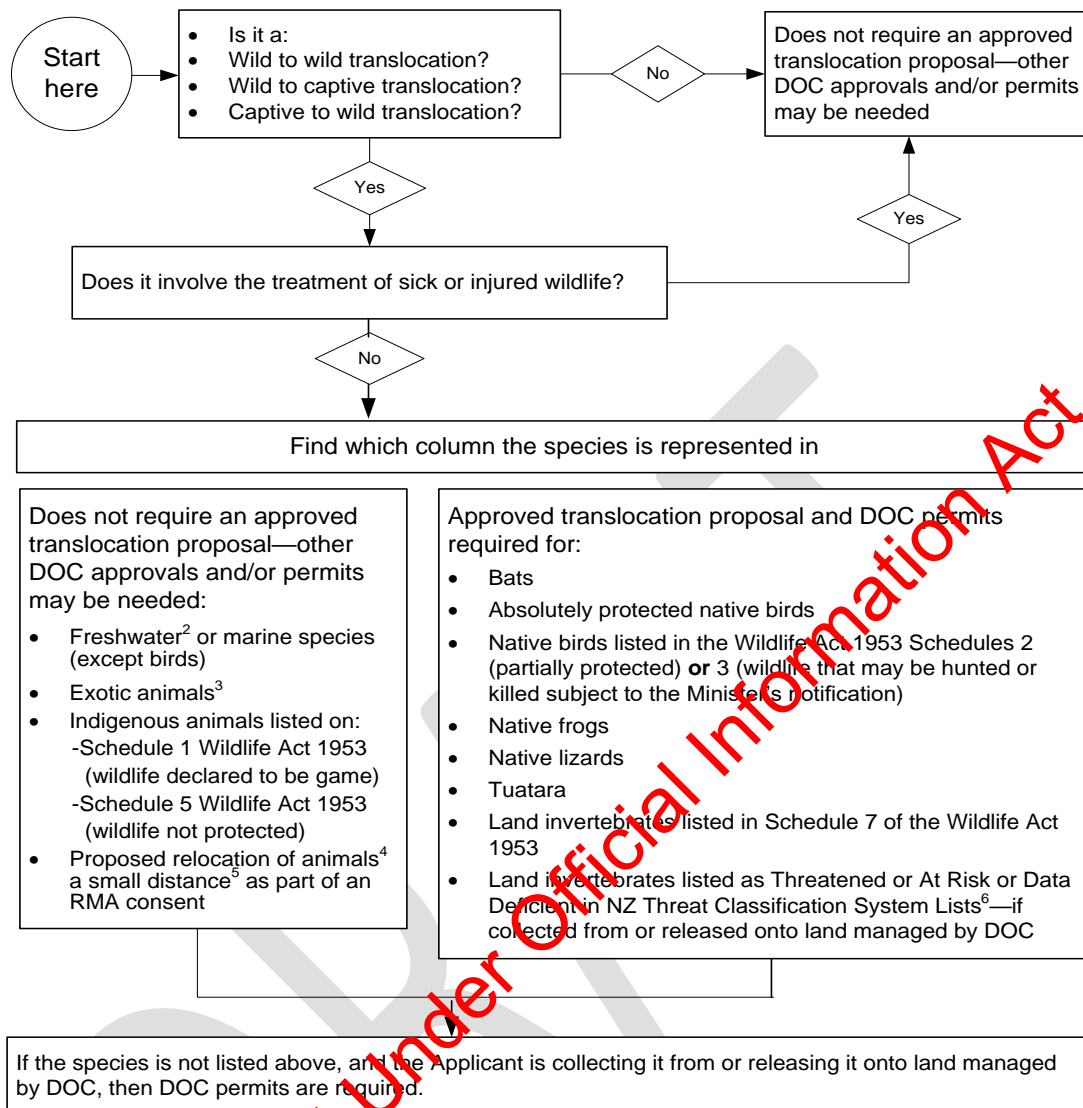 Start
here
• Is it a:
• Wild to wild translocation?
• Wild to captive translocation?
• Captive to wild translocation?
No
Does not require an approved
translocation proposal—other
DOC approvals and/or permits
may be needed
Yes
Yes
Does it involve the treatment of sick or injured wildlife?
No
Find which column the species is represented in
Does not require an approved
translocation proposal—other
DOC approvals and/or permits
may be needed:
• Freshwater² or marine species
(except birds)
• Exotic animals³
• Indigenous animals listed on:
-Schedule 1 Wildlife Act 1953
(wildlife declared to be game)
-Schedule 5 Wildlife Act 1953
(wildlife not protected)
• Proposed relocation of animals⁴
a small distance⁵ as part of an
RMA consent
Approved translocation proposal and DOC permits
required for:
• Bats
• Absolutely protected native birds
• Native birds listed in the Wildlife Act 1953 Schedules 2
(partially protected) or 3 (wildlife that may be hunted or
killed subject to the Minister's notification)
• Native frogs
• Native lizards
• Tuatara
• Land invertebrates listed in Schedule 7 of the Wildlife Act
1953
• Land invertebrates listed as Threatened or At Risk or Data
Deficient in NZ Threat Classification System Lists⁶—if
collected from or released onto land managed by DOC
If the species is not listed above, and the Applicant is collecting it from or releasing it onto land managed
by DOC, then DOC permits are required.
Under Official Information Act